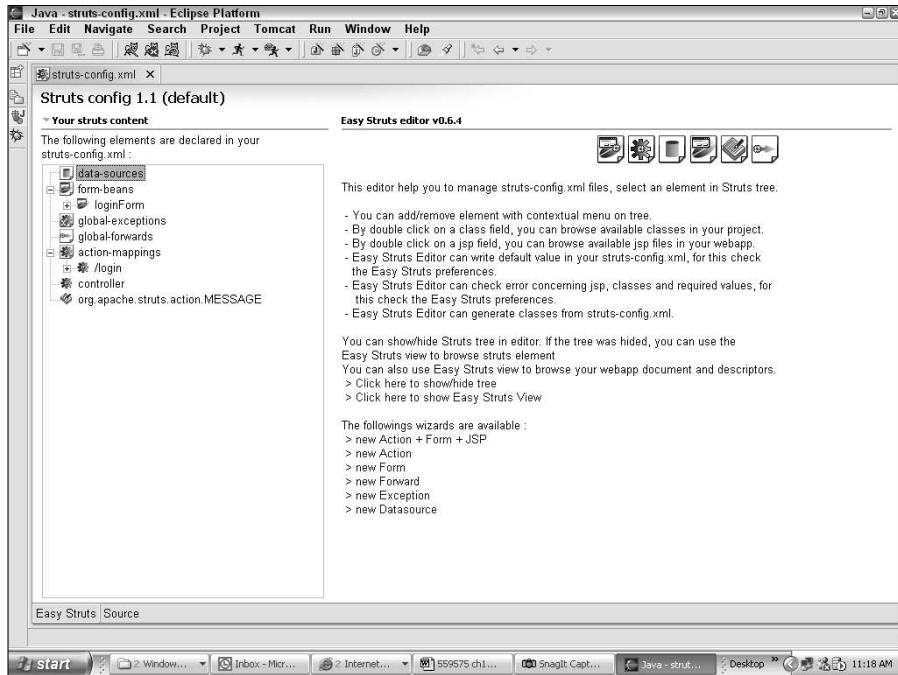 Java - struts-config.xml - Eclipse Platform
File Edit Navigate Search Project Tomcat Run Window Help
struts-config.xml
Struts config 1.1 (default)
Your struts content
The following elements are declared in your
struts-config.xml :
data-sources
form-beans
loginForm
global-exceptions
global-forwards
action-mappings
/login
controller
org.apache.struts.action.MESSAGE
Easy Struts editor v0.6.4
This editor help you to manage struts-config.xml files, select an element in Struts tree.
- You can add/remove element with contextual menu on tree.
- By double click on a class field, you can browse available classes in your project.
- By double click on a jsp field, you can browse available jsp files in your webapp.
- Easy Struts Editor can write default value in your struts-config.xml, for this check
the Easy Struts preferences.
- Easy Struts Editor can check error concerning jsp, classes and required values, for
this check the Easy Struts preferences.
- Easy Struts Editor can generate classes from struts-config.xml.
You can show/hide Struts tree in editor. If the tree was hided, you can use the
Easy Struts view to browse struts element
You can also use Easy Struts view to browse your webapp document and descriptors.
> Click here to show/hide tree
> Click here to show Easy Struts View
The followings wizards are available :
> new Action + Form + JSP
> new Action
> new Form
> new Forward
> new Exception
> new Datasource
Easy Struts Source
start 2 Window... Inbox - Micr... 2 Internet... 559575 ch1... SnagIt Capt... Java - strut... Desktop » 11:18 AM